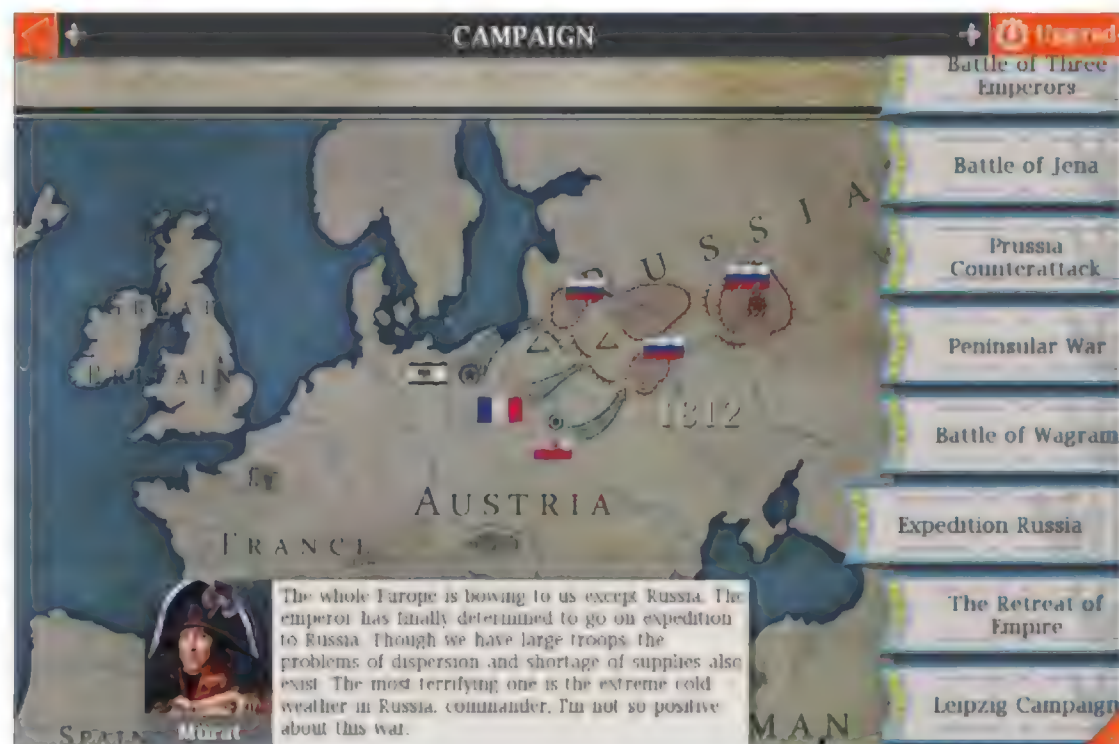 CAMPAIGN
Battle of Three
Emperors
Battle of Jena
Prussia
Counterattack
Peninsular War
Battle of Wagram
Expedition Russia
The Retreat of
Empire
Leipzig Campaign
RUSSIA
GREAT
BRITAIN
1812
AUSTRIA
FRANCE
SPAIN
MAN
Murat
The whole Europe is bowing to us except Russia. The
emperor has finally determined to go on expedition
to Russia. Though we have large troops, the
problems of dispersion and shortage of supplies also
exist. The most terrifying one is the extreme cold
weather in Russia, commander, I'm not so positive
about this war.